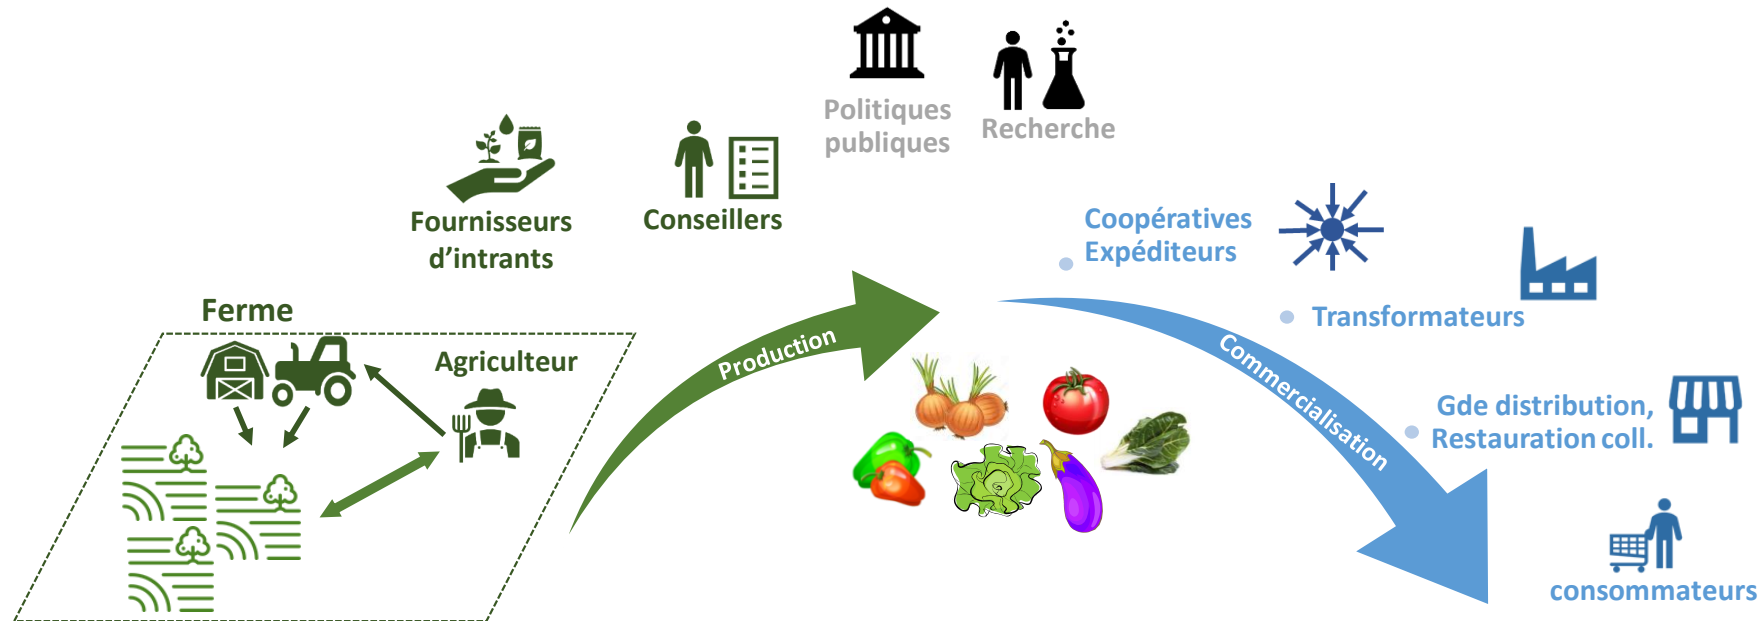 Politiques
publiques
Recherche
Fournisseurs
d’intrants
Conseillers
Coopératives
Expéditeurs
Ferme
Agriculteur
Production
Transformateurs
Commercialisation
Gde distribution,
Restauration coll.
consommateurs